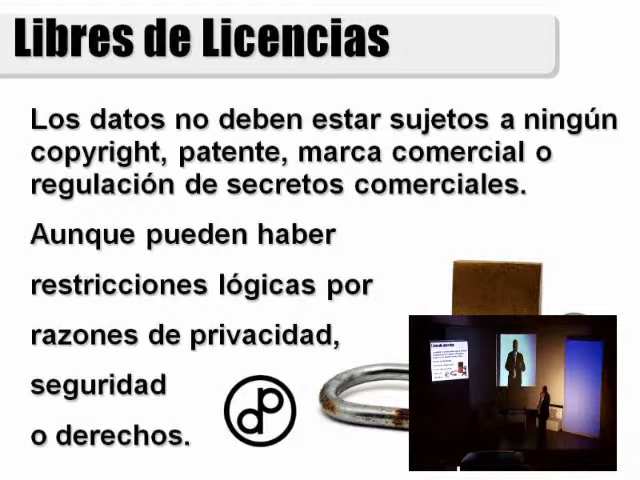 Libres de Licencias
Los datos no deben estar sujetos a ningún
copyright, patente, marca comercial o
regulación de secretos comerciales.
Aunque pueden haber
restricciones lógicas por
razones de privacidad,
seguridad
o derechos.